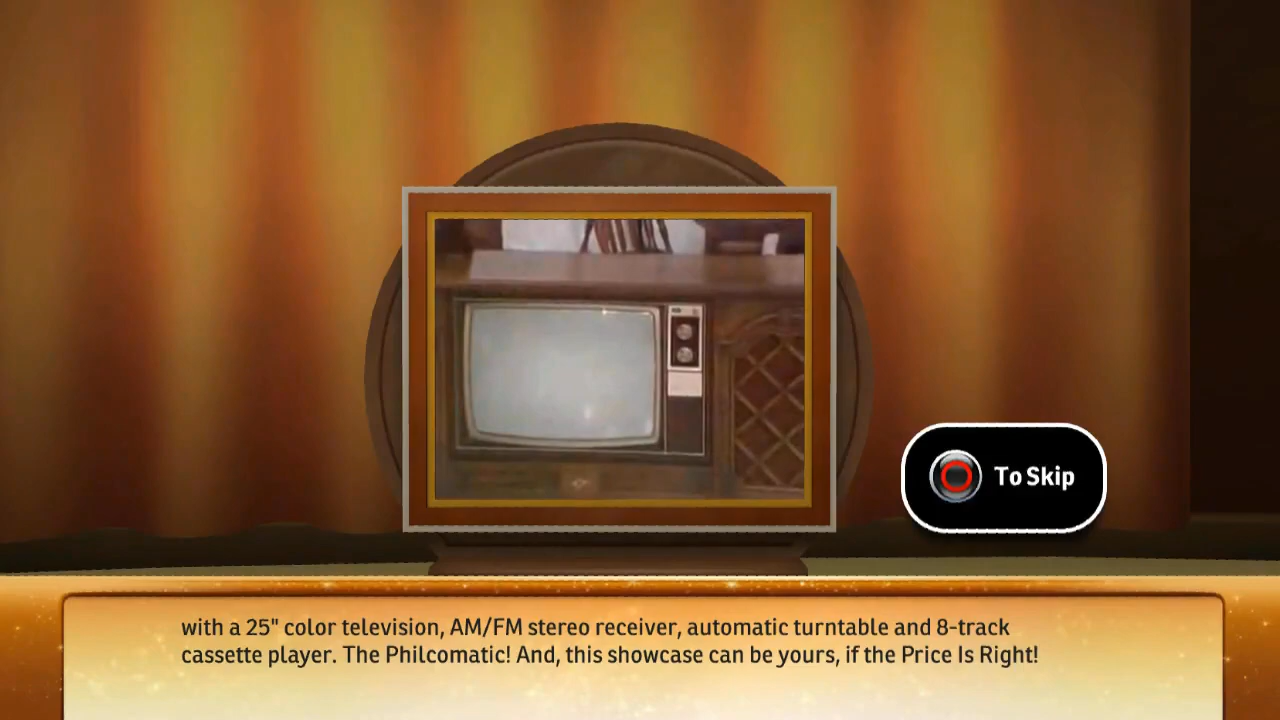 To Skip
with a 25" color television, AM/FM stereo receiver, automatic turntable and 8-track
cassette player. The Philcomatic! And, this showcase can be yours, if the Price Is Right!